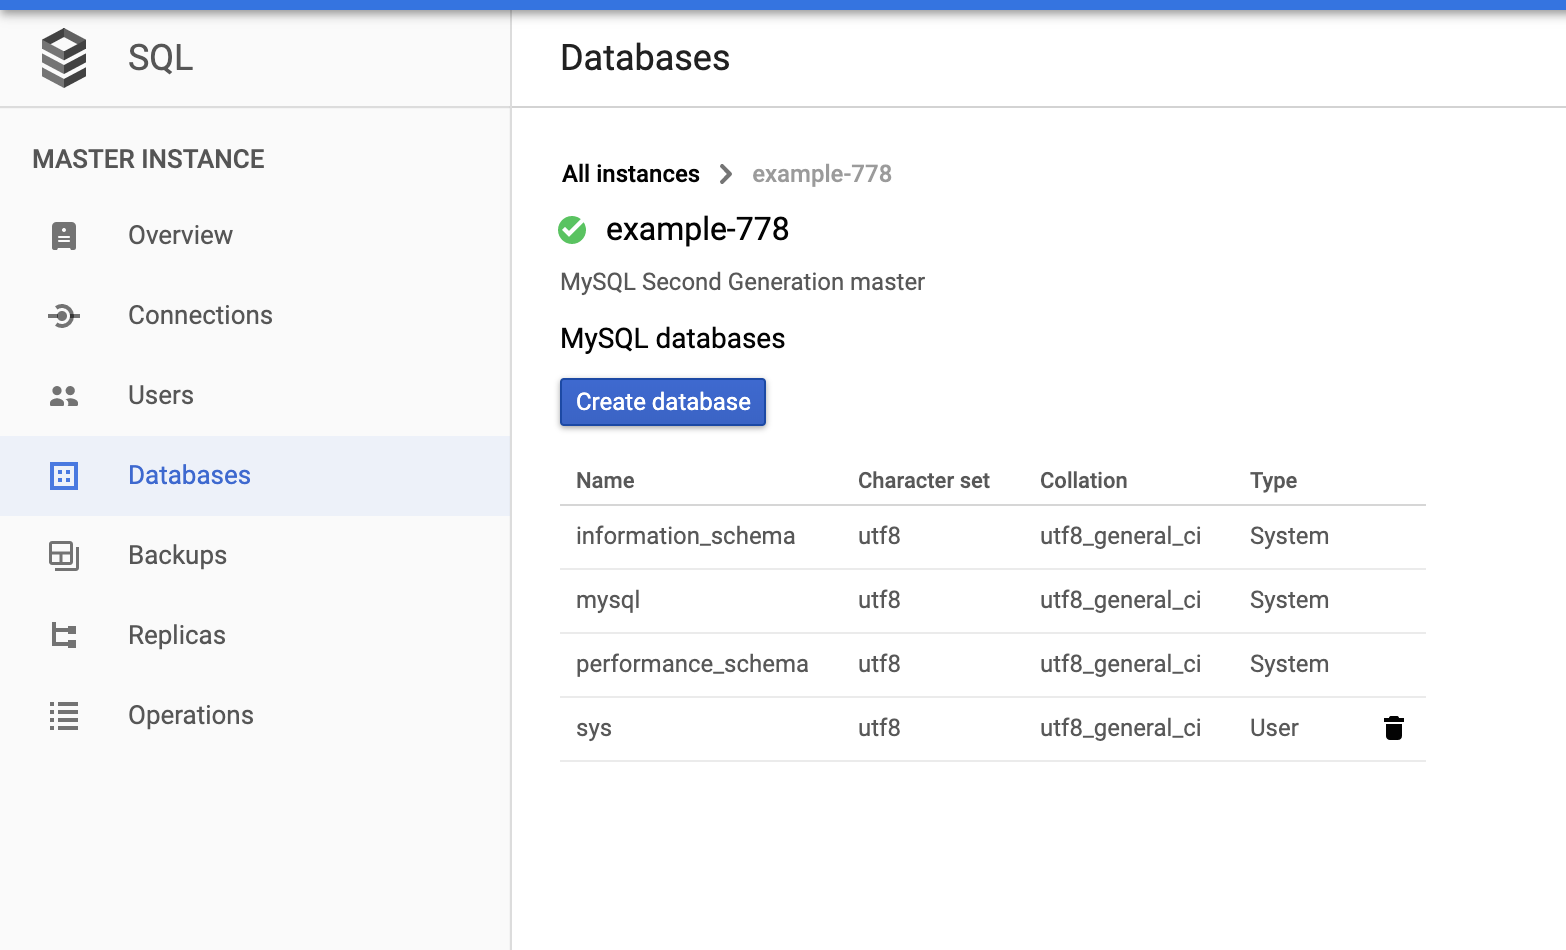 SQL
Databases
MASTER INSTANCE
Overview
Connections
Users
Databases
Backups
Replicas
Operations
All instances example-778
example-778
MySQL Second Generation master
MySQL databases
Create database
Name Character set Collation Type
information_schema utf8 utf8_general_ci System
mysql utf8 utf8_general_ci System
performance_schema utf8 utf8_general_ci System
sys utf8 utf8_general_ci User